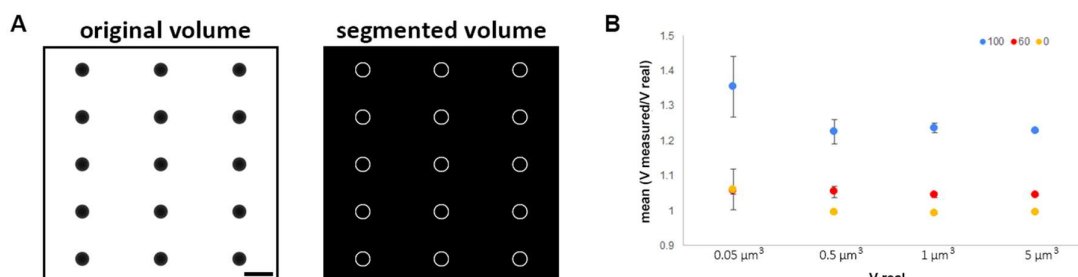 A
original volume
segmented volume
B
100 60 0
mean (V measured/V real)
1.5
1.4
1.3
1.2
1.1
1
0.9
0.05 µm³
0.5 µm³
1 µm³
5 µm³
V real